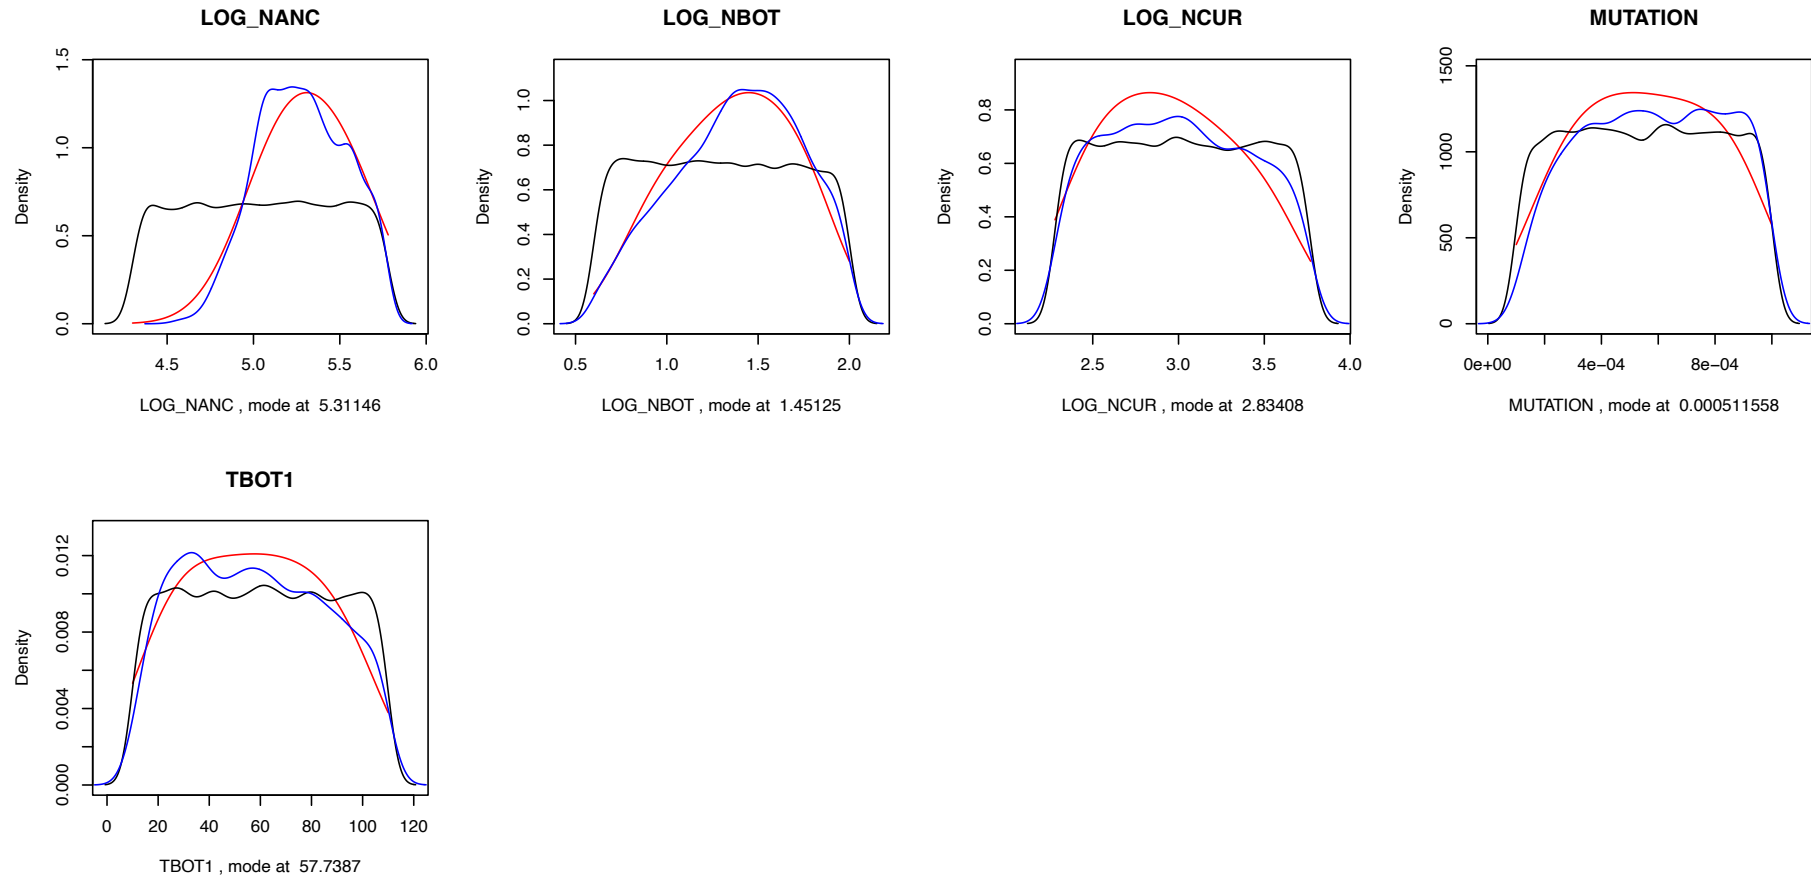 LOG_NANC
LOG_NBOT
LOG_NCUR
MUTATION
Density
0.0 0.5 1.0 1.5
4.5 5.0 5.5 6.0
LOG_NANC , mode at 5.31146
Density
0.0 0.2 0.4 0.6 0.8 1.0
0.5 1.0 1.5 2.0
LOG_NBOT , mode at 1.45125
Density
0.0 0.2 0.4 0.6 0.8
2.5 3.0 3.5 4.0
LOG_NCUR , mode at 2.83408
Density
0 500 1000 1500
0e+00 4e−04 8e−04
MUTATION , mode at 0.000511558
TBOT1
Density
0.000 0.004 0.008 0.012
0 20 40 60 80 100 120
TBOT1 , mode at 57.7387